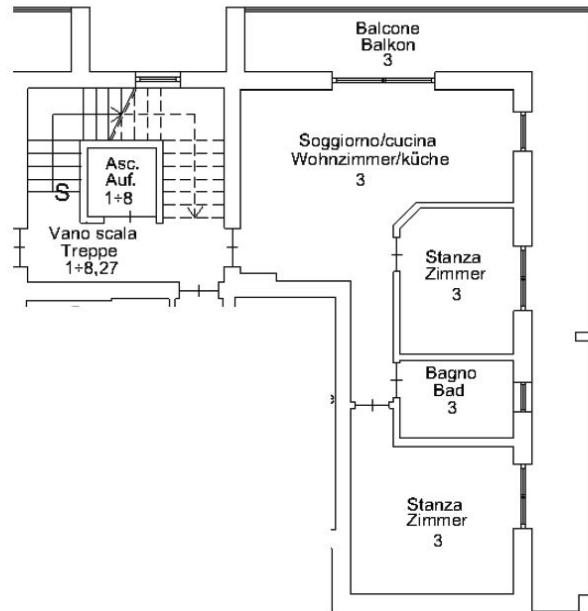 Balcone
Balkon
3
Soggiorno/cucina
Wohnzimmer/küche
3
Asc.
Auf.
1÷8
S
Vano scala
Treppe
1÷8,27
Stanza
Zimmer
3
Bagno
Bad
3
Stanza
Zimmer
3